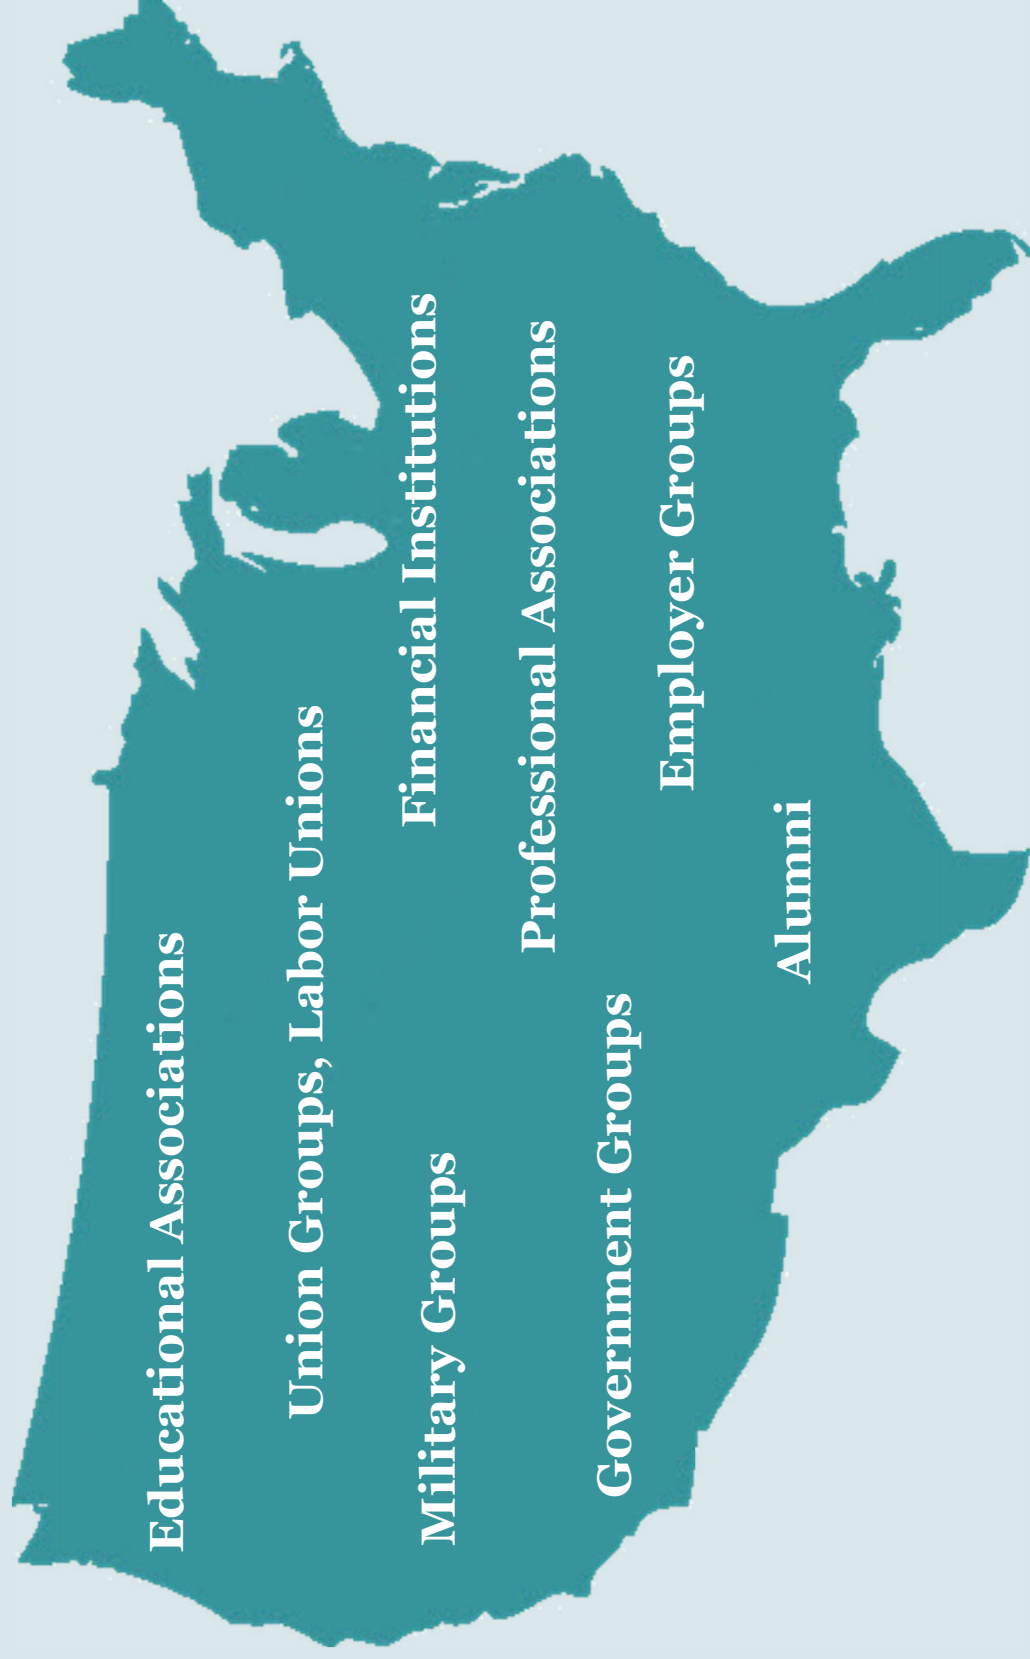 Educational Associations
Union Groups, Labor Unions
Financial Institutions
Military Groups
Professional Associations
Government Groups
Employer Groups
Alumni